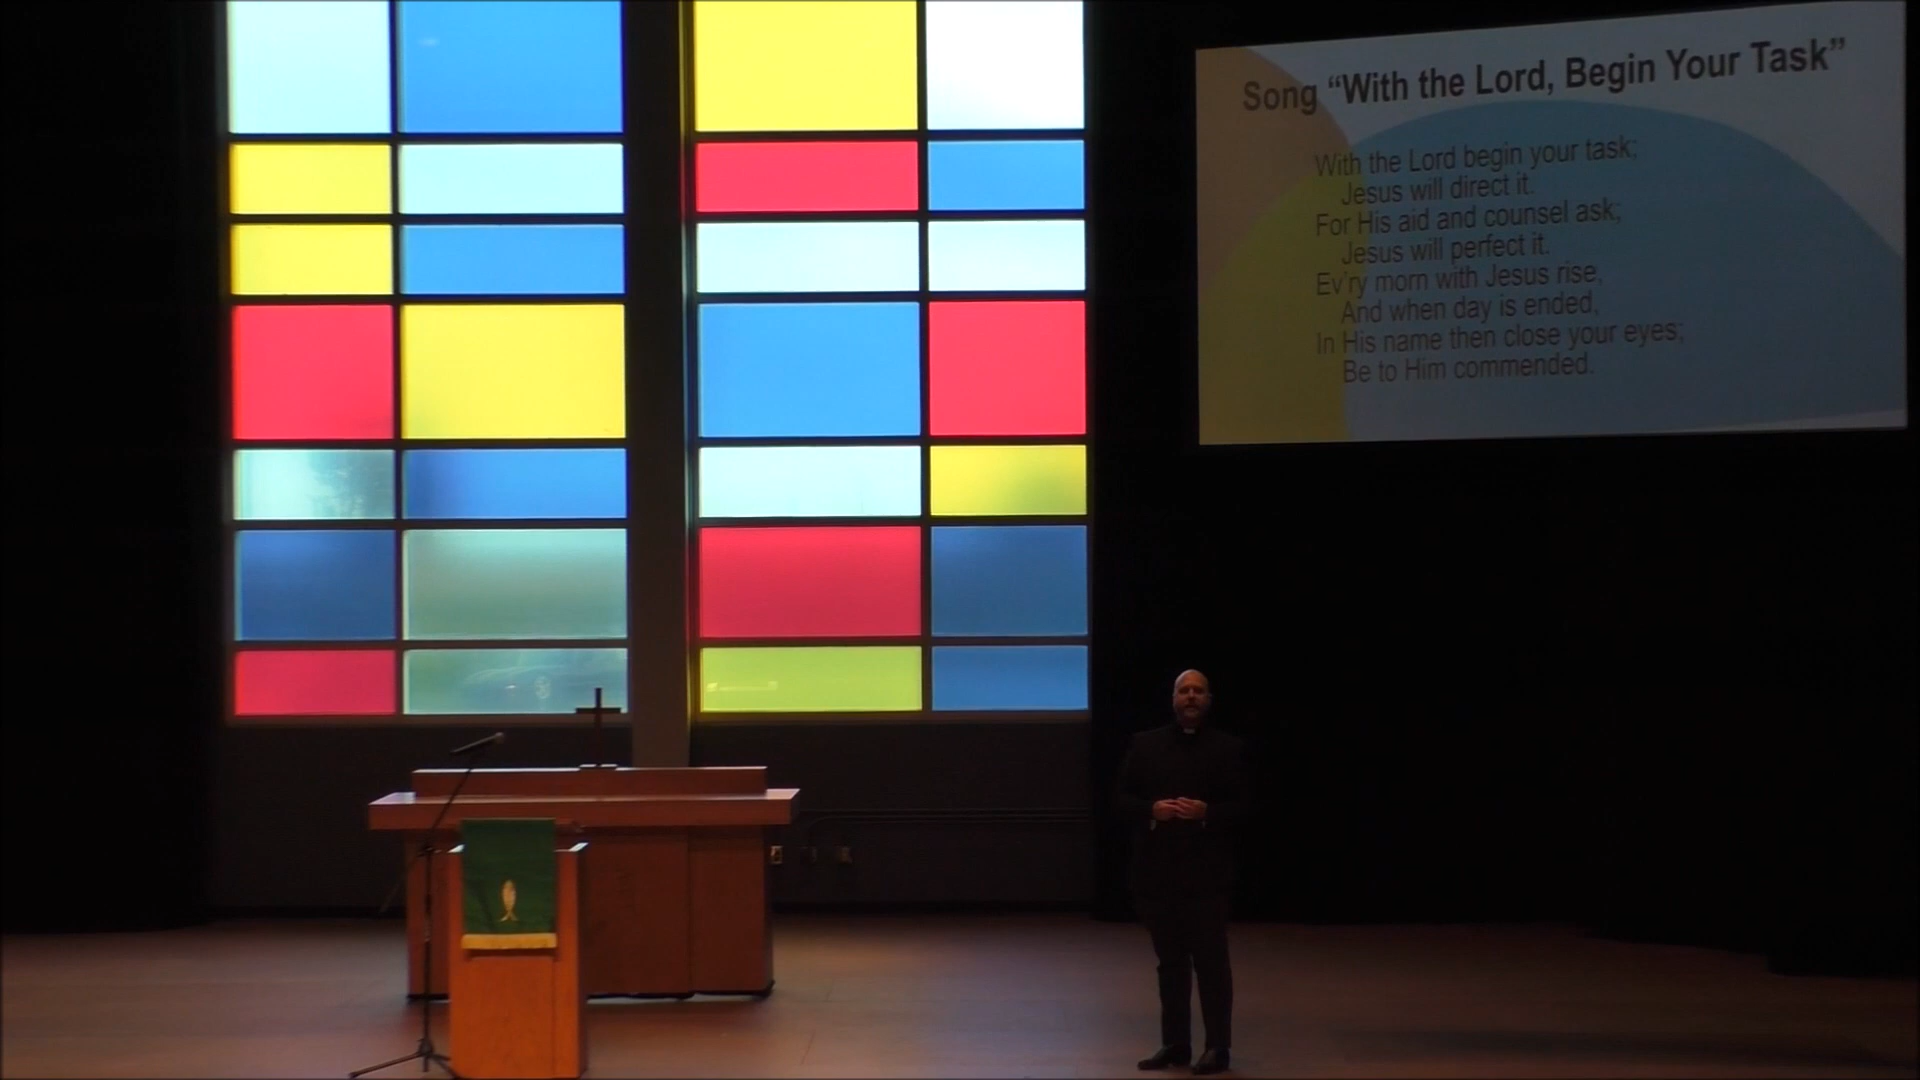 Song “With the Lord, Begin Your Task”
With the Lord begin your task;
Jesus will direct it.
For His aid and counsel ask;
Jesus will perfect it.
Ev'ry morn with Jesus rise,
And when day is ended,
In His name then close your eyes;
Be to Him commended.